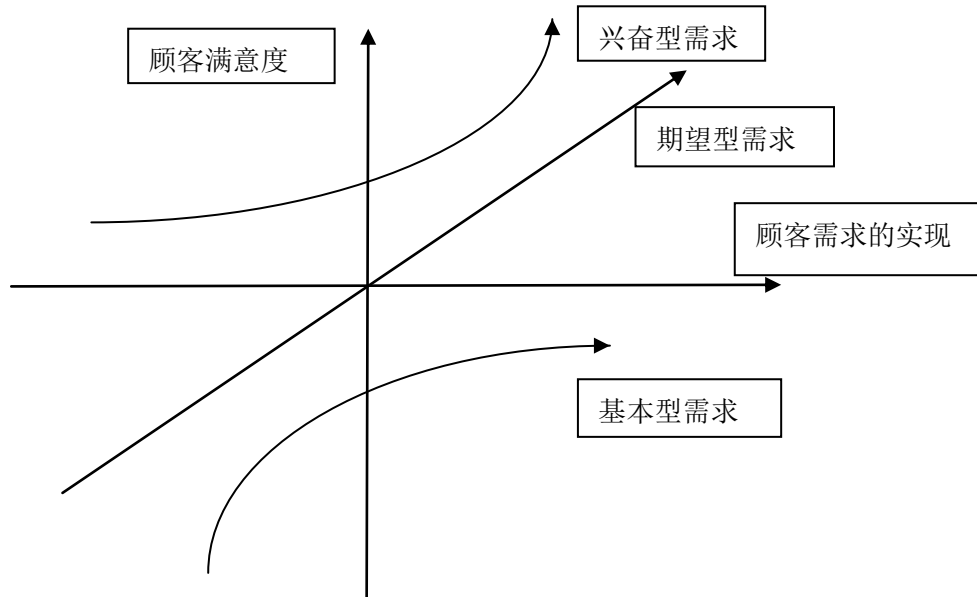 顾客满意度
兴奋型需求
期望型需求
顾客需求的实现
基本型需求